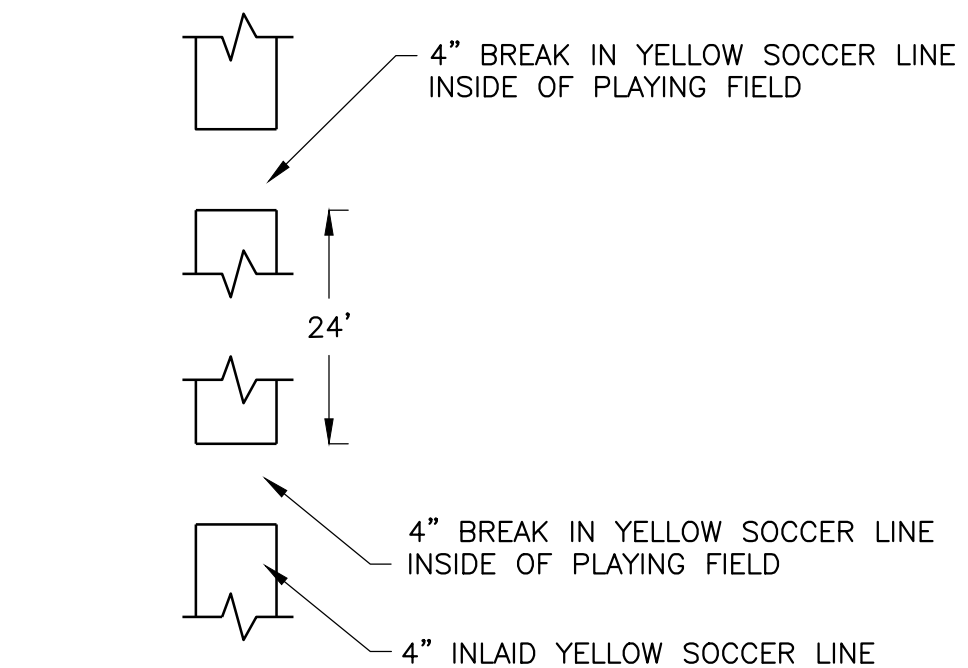 4” BREAK IN YELLOW SOCCER LINE
INSIDE OF PLAYING FIELD
24’
4” BREAK IN YELLOW SOCCER LINE
INSIDE OF PLAYING FIELD
4” INLAID YELLOW SOCCER LINE